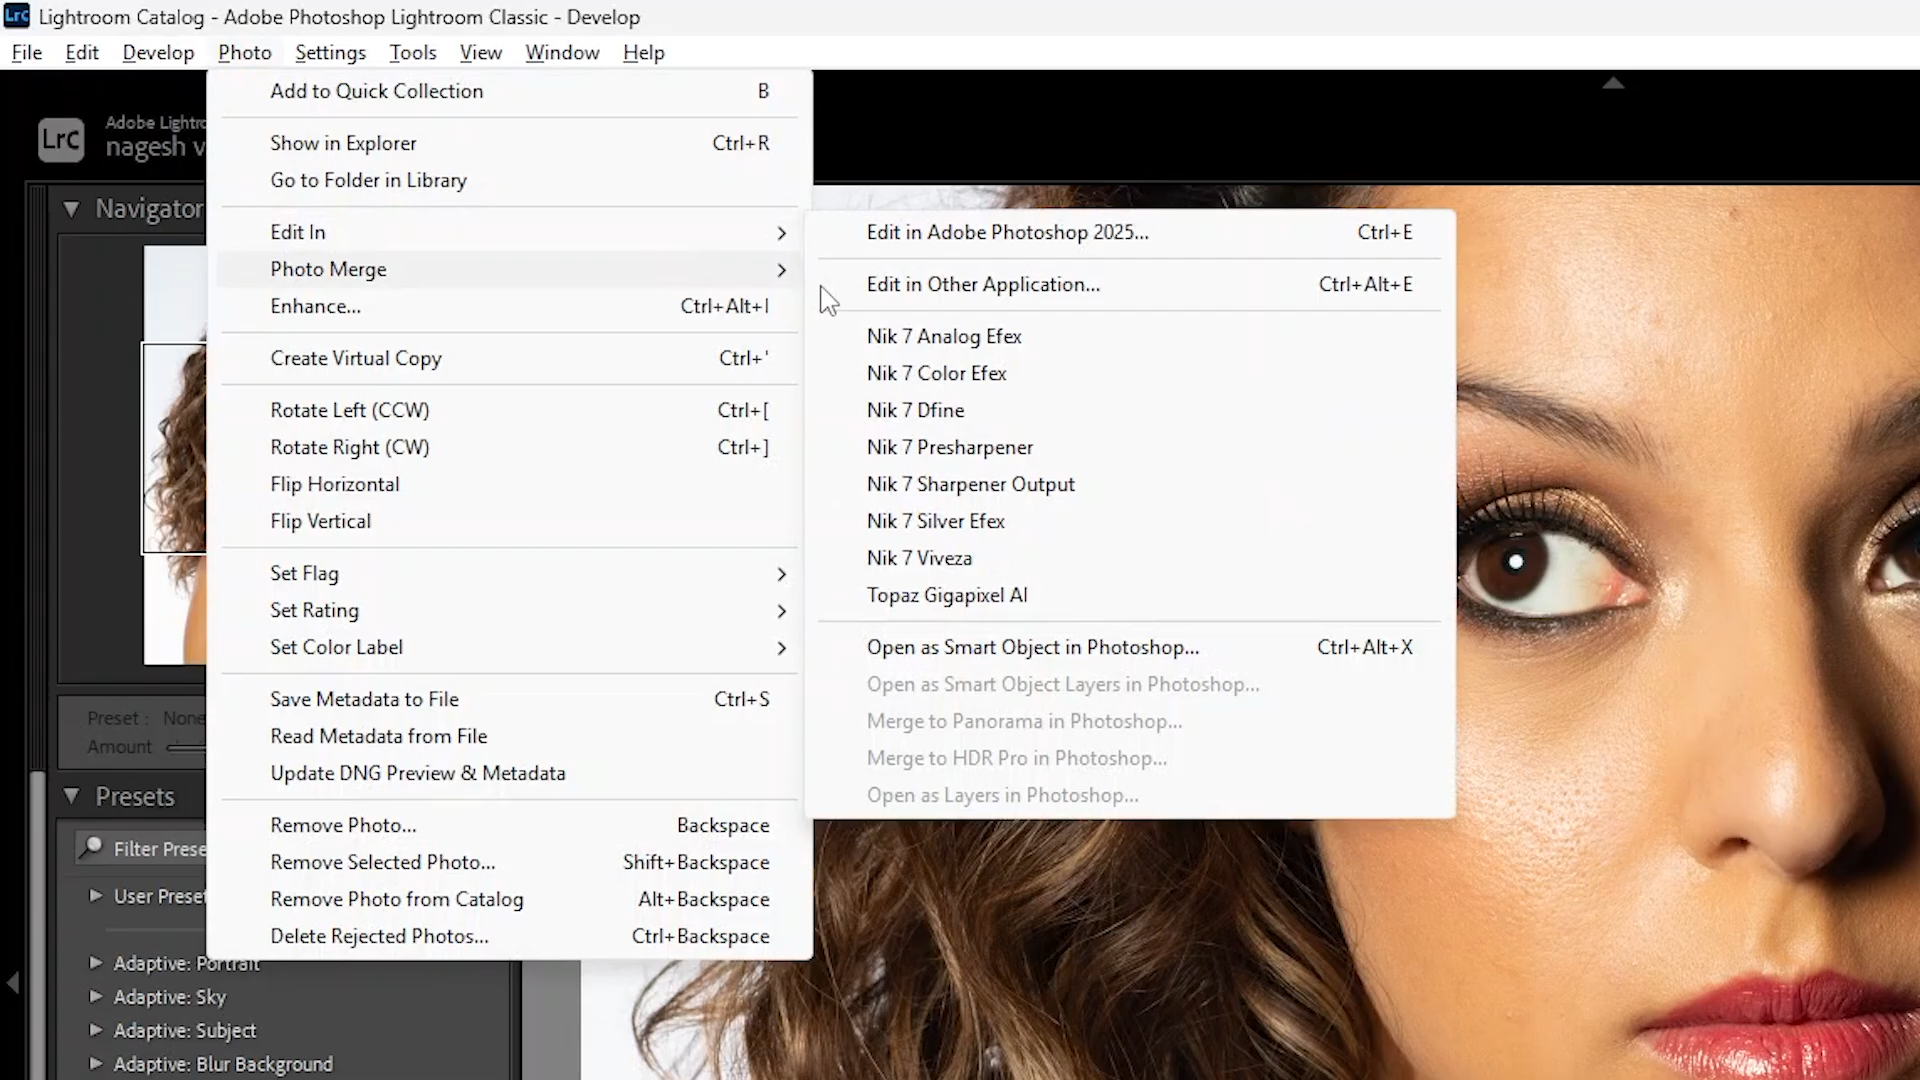 Lrc Lightroom Catalog - Adobe Photoshop Lightroom Classic - Develop
File Edit Develop Photo Settings Tools View Window Help
LrC
Adobe
nagesh
Navigator
Preset : None
Amount
Presets
Filter
User
Adaptive: Portrait
Adaptive: Sky
Adaptive: Subject
Adaptive: Blur Background
Add to Quick Collection B
Show in Explorer Ctrl+R
Go to Folder in Library
Edit In
Photo Merge
Enhance... Ctrl+Alt+I
Create Virtual Copy Ctrl+'
Rotate Left (CCW) Ctrl+[
Rotate Right (CW) Ctrl+]
Flip Horizontal
Flip Vertical
Set Flag
Set Rating
Set Color Label
Save Metadata to File Ctrl+S
Read Metadata from File
Update DNG Preview & Metadata
Remove Photo... Backspace
Remove Selected Photo... Shift+Backspace
Remove Photo from Catalog Alt+Backspace
Delete Rejected Photos... Ctrl+Backspace
Edit in Adobe Photoshop 2025... Ctrl+E
Edit in Other Application... Ctrl+Alt+E
Nik 7 Analog Efex
Nik 7 Color Efex
Nik 7 Dfine
Nik 7 Presharpener
Nik 7 Sharpener Output
Nik 7 Silver Efex
Nik 7 Viveza
Topaz Gigapixel AI
Open as Smart Object in Photoshop... Ctrl+Alt+X
Open as Smart Object Layers in Photoshop...
Merge to Panorama in Photoshop...
Merge to HDR Pro in Photoshop...
Open as Layers in Photoshop...